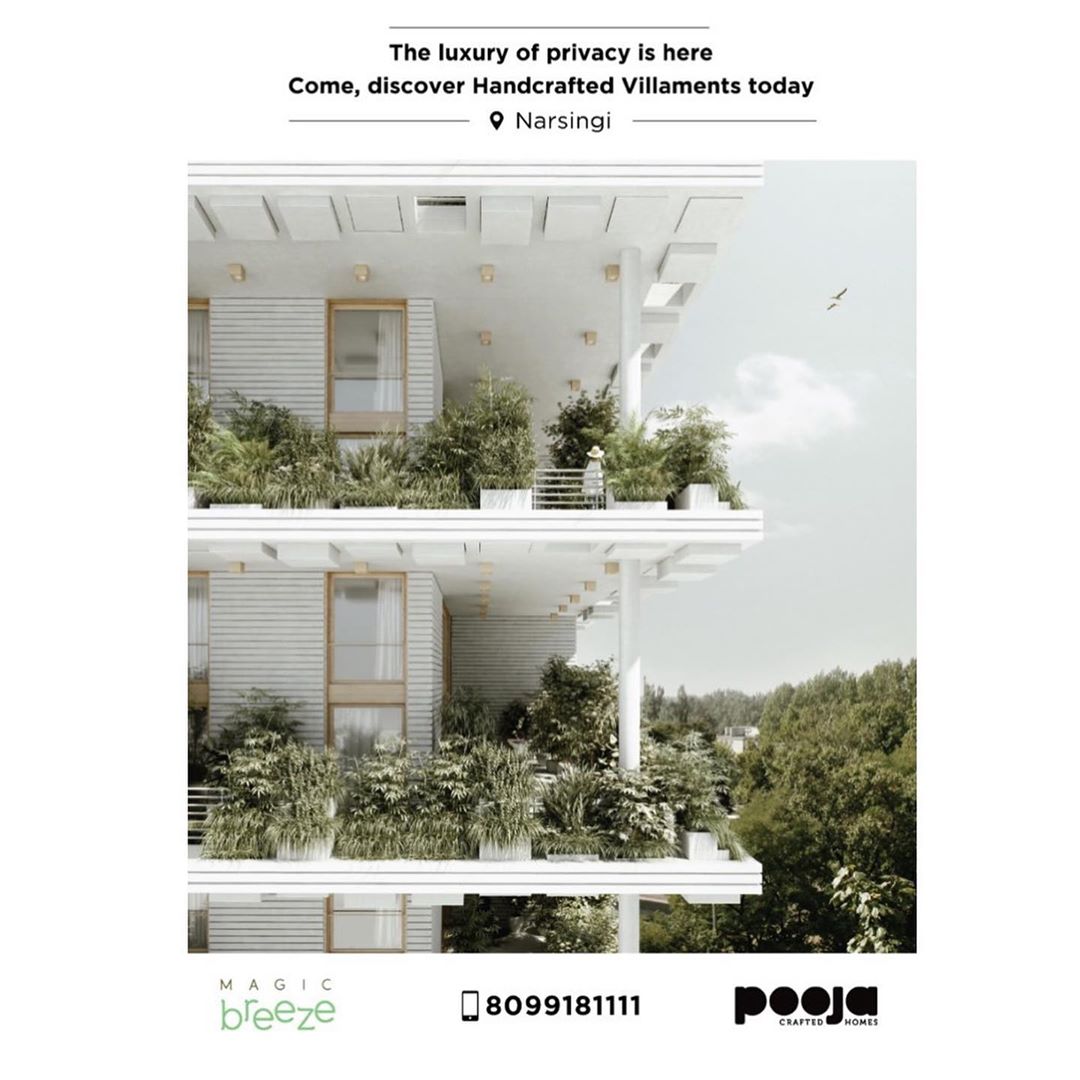 The luxury of privacy is here
Come, discover Handcrafted Villaments today
Narsingi
MAGIC
breeze
8099181111
pooja
CRAFTED HOMES